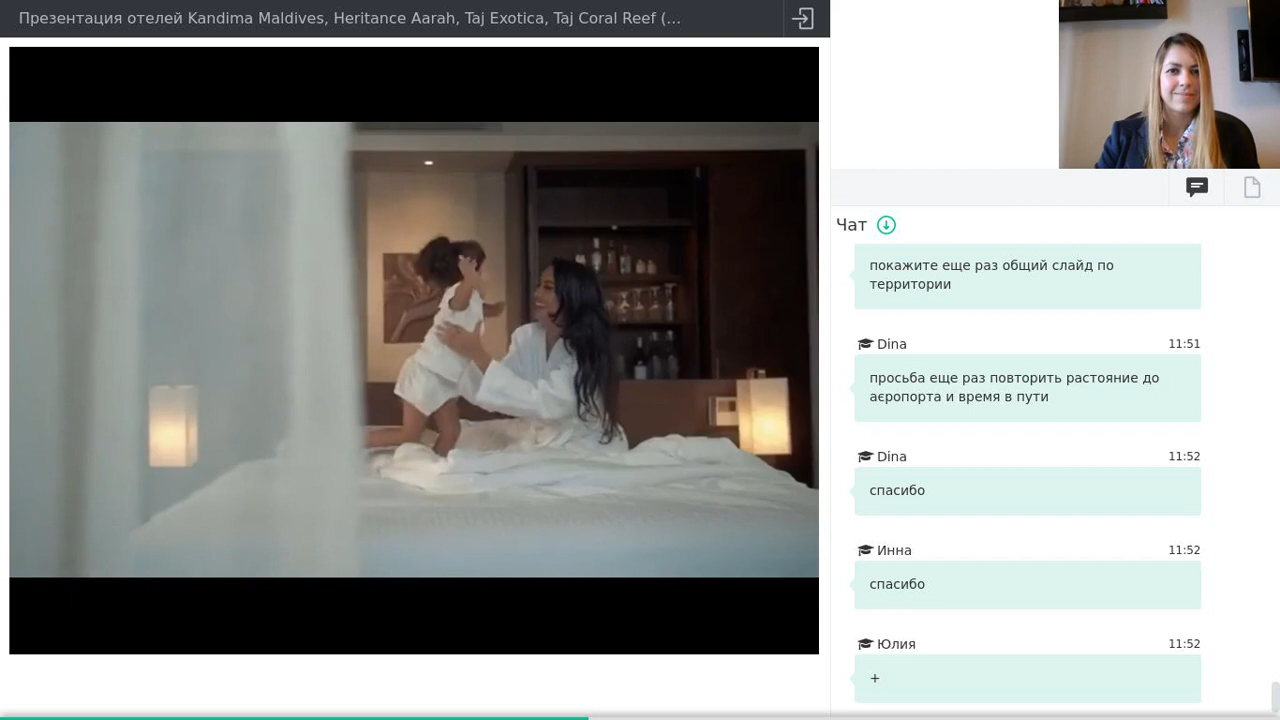 Презентация отелей Kandima Maldives, Heritance Aarah, Taj Exotica, Taj Coral Reef (...
Чат
покажите еще раз общий слайд по
территории
Dina 11:51
просьба еще раз повторить растояние до
аєропорта и время в пути
Dina 11:52
спасибо
Инна 11:52
спасибо
Юлия 11:52
+